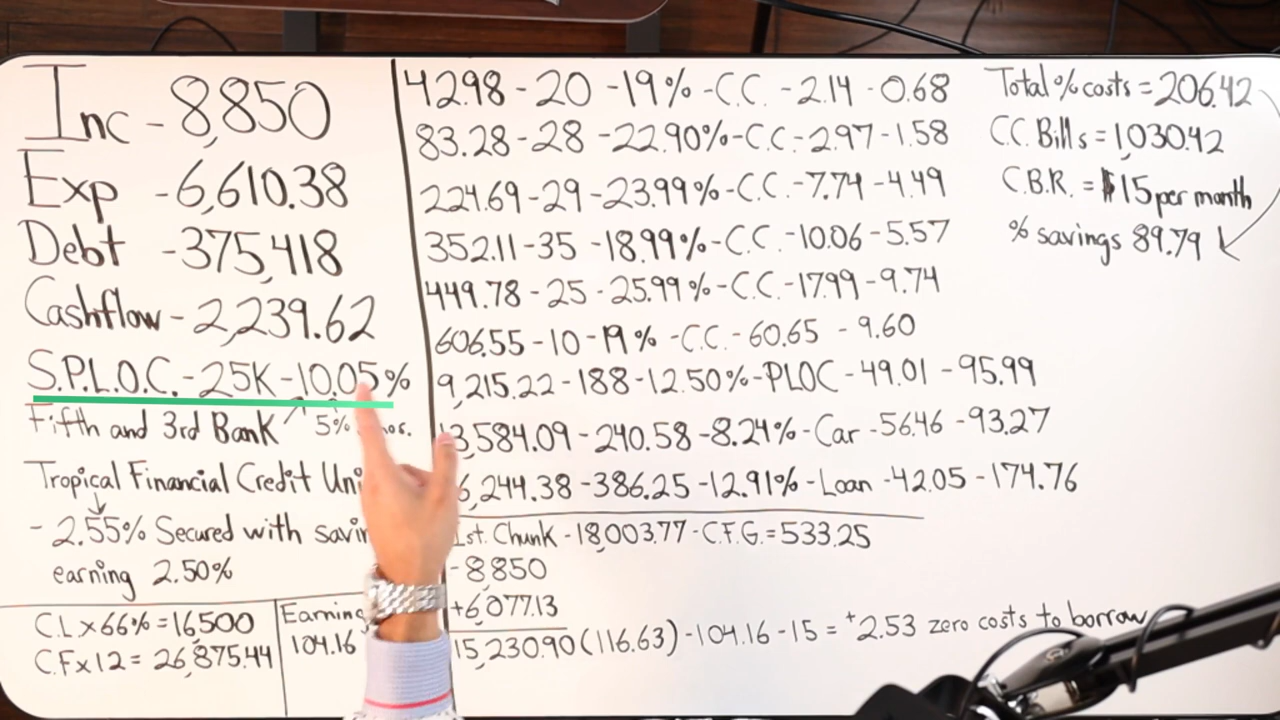 Inc - 8,850
Exp - 6,610.38
Debt - 375,418
Cashflow - 2,239.62
S.P.L.O.C. - 25K - 10.05%
Fifth and 3rd Bank 5%
Tropical Financial Credit
- 2.55% Secured with
earning 2.50%
C.L x 66% = 16,500
C.F x 12 = 26,875.44
Earning
104.16
42.98 - 20 - 19% - C.C. - 2.14 - 0.68
83.28 - 28 - 22.90% - C.C. - 2.97 - 1.58
224.69 - 29 - 23.99% - C.C. - 7.74 - 4.49
352.11 - 35 - 18.99% - C.C. - 10.06 - 5.57
449.78 - 25 - 25.99% - C.C. - 17.99 - 9.74
606.55 - 10 - 19% - C.C. - 60.65 - 9.60
9,215.22 - 188 - 12.50% - PLOC - 49.01 - 95.99
13,584.09 - 240.58 - 8.24% - Car - 56.46 - 93.27
6,244.38 - 386.25 - 12.91% - Loan - 42.05 - 174.76
1st. Chunk - 18,003.77 - C.F.G. = 533.25
- 8,850
+6,077.13
15,230.90 (116.63) - 104.16 - 15 = +2.53 zero costs to borrow
Total % costs = 206.42
C.C. Bills = 1,030.42
C.B.R. = $15 per month
% savings 89.79